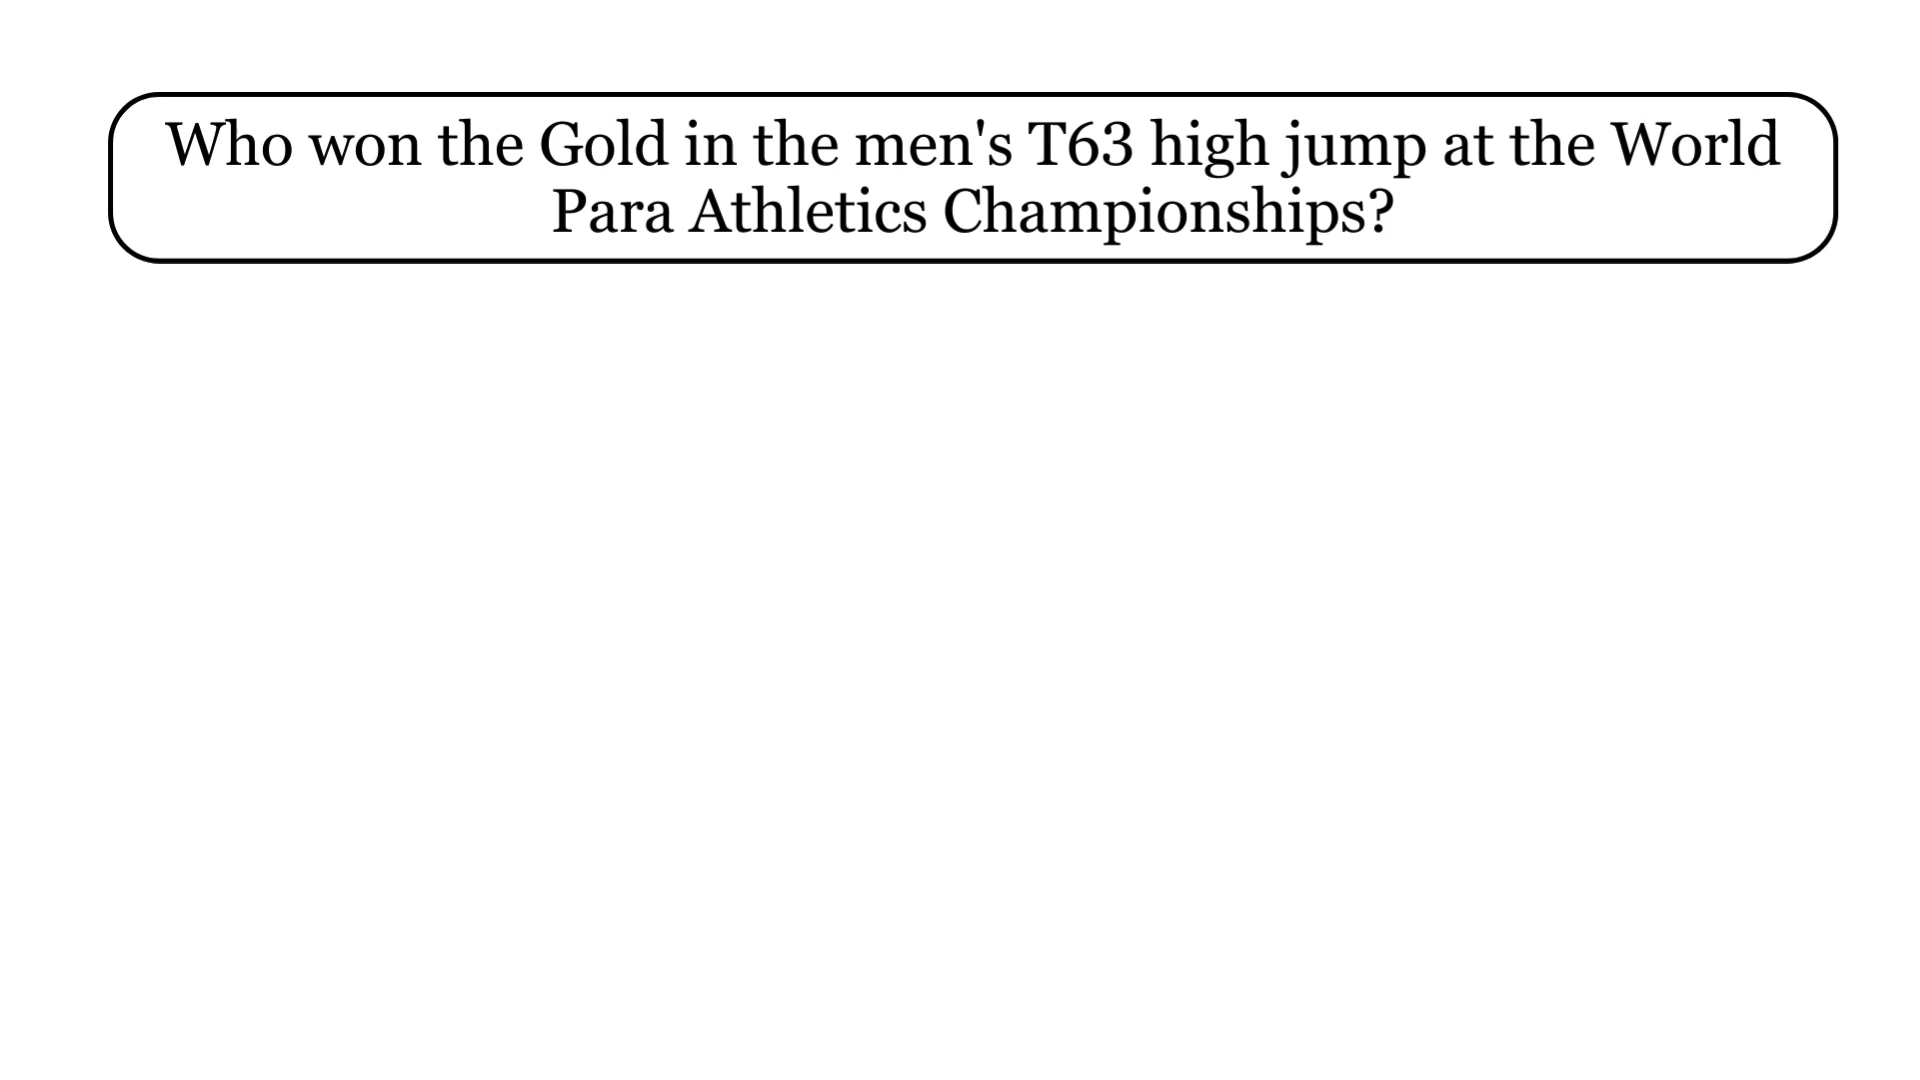 Who won the Gold in the men's T63 high jump at the World
Para Athletics Championships?